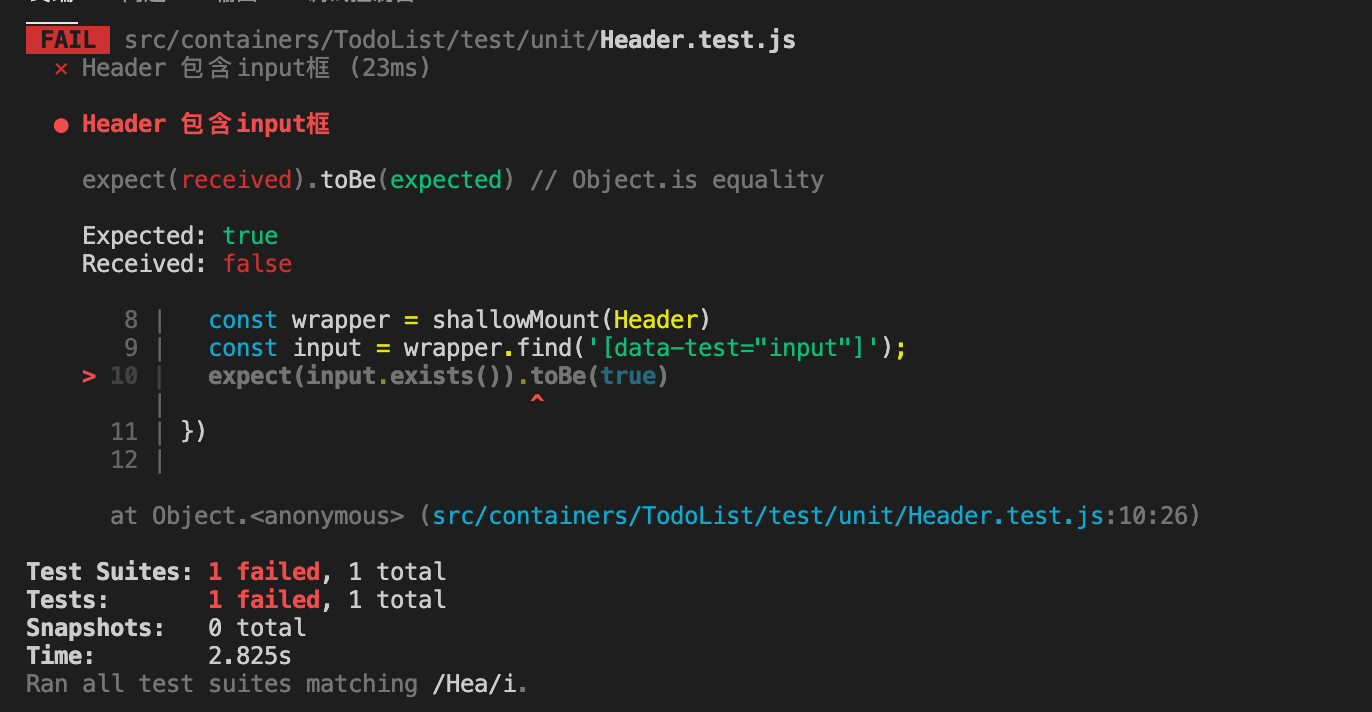 FAIL src/containers/TodoList/test/unit/Header.test.js
× Header 包含input框 (23ms)
● Header 包含input框
expect(received).toBe(expected) // Object.is equality
Expected: true
Received: false
8 | const wrapper = shallowMount(Header)
9 | const input = wrapper.find('[data-test="input"]');
> 10 | expect(input.exists()).toBe(true)
| ^
11 | })
12 |
at Object.<anonymous> (src/containers/TodoList/test/unit/Header.test.js:10:26)
Test Suites: 1 failed, 1 total
Tests: 1 failed, 1 total
Snapshots: 0 total
Time: 2.825s
Ran all test suites matching /Hea/i.